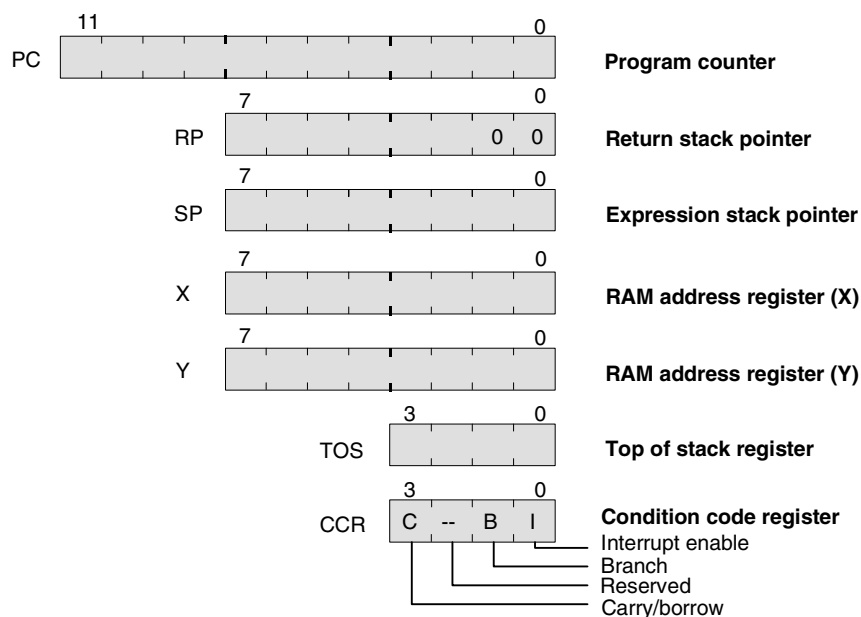 11 0
PC Program counter
7 0
RP 0 0 Return stack pointer
7 0
SP Expression stack pointer
7 0
X RAM address register (X)
7 0
Y RAM address register (Y)
3 0
TOS Top of stack register
3 0
CCR C -- B I Condition code register
Interrupt enable
Branch
Reserved
Carry/borrow